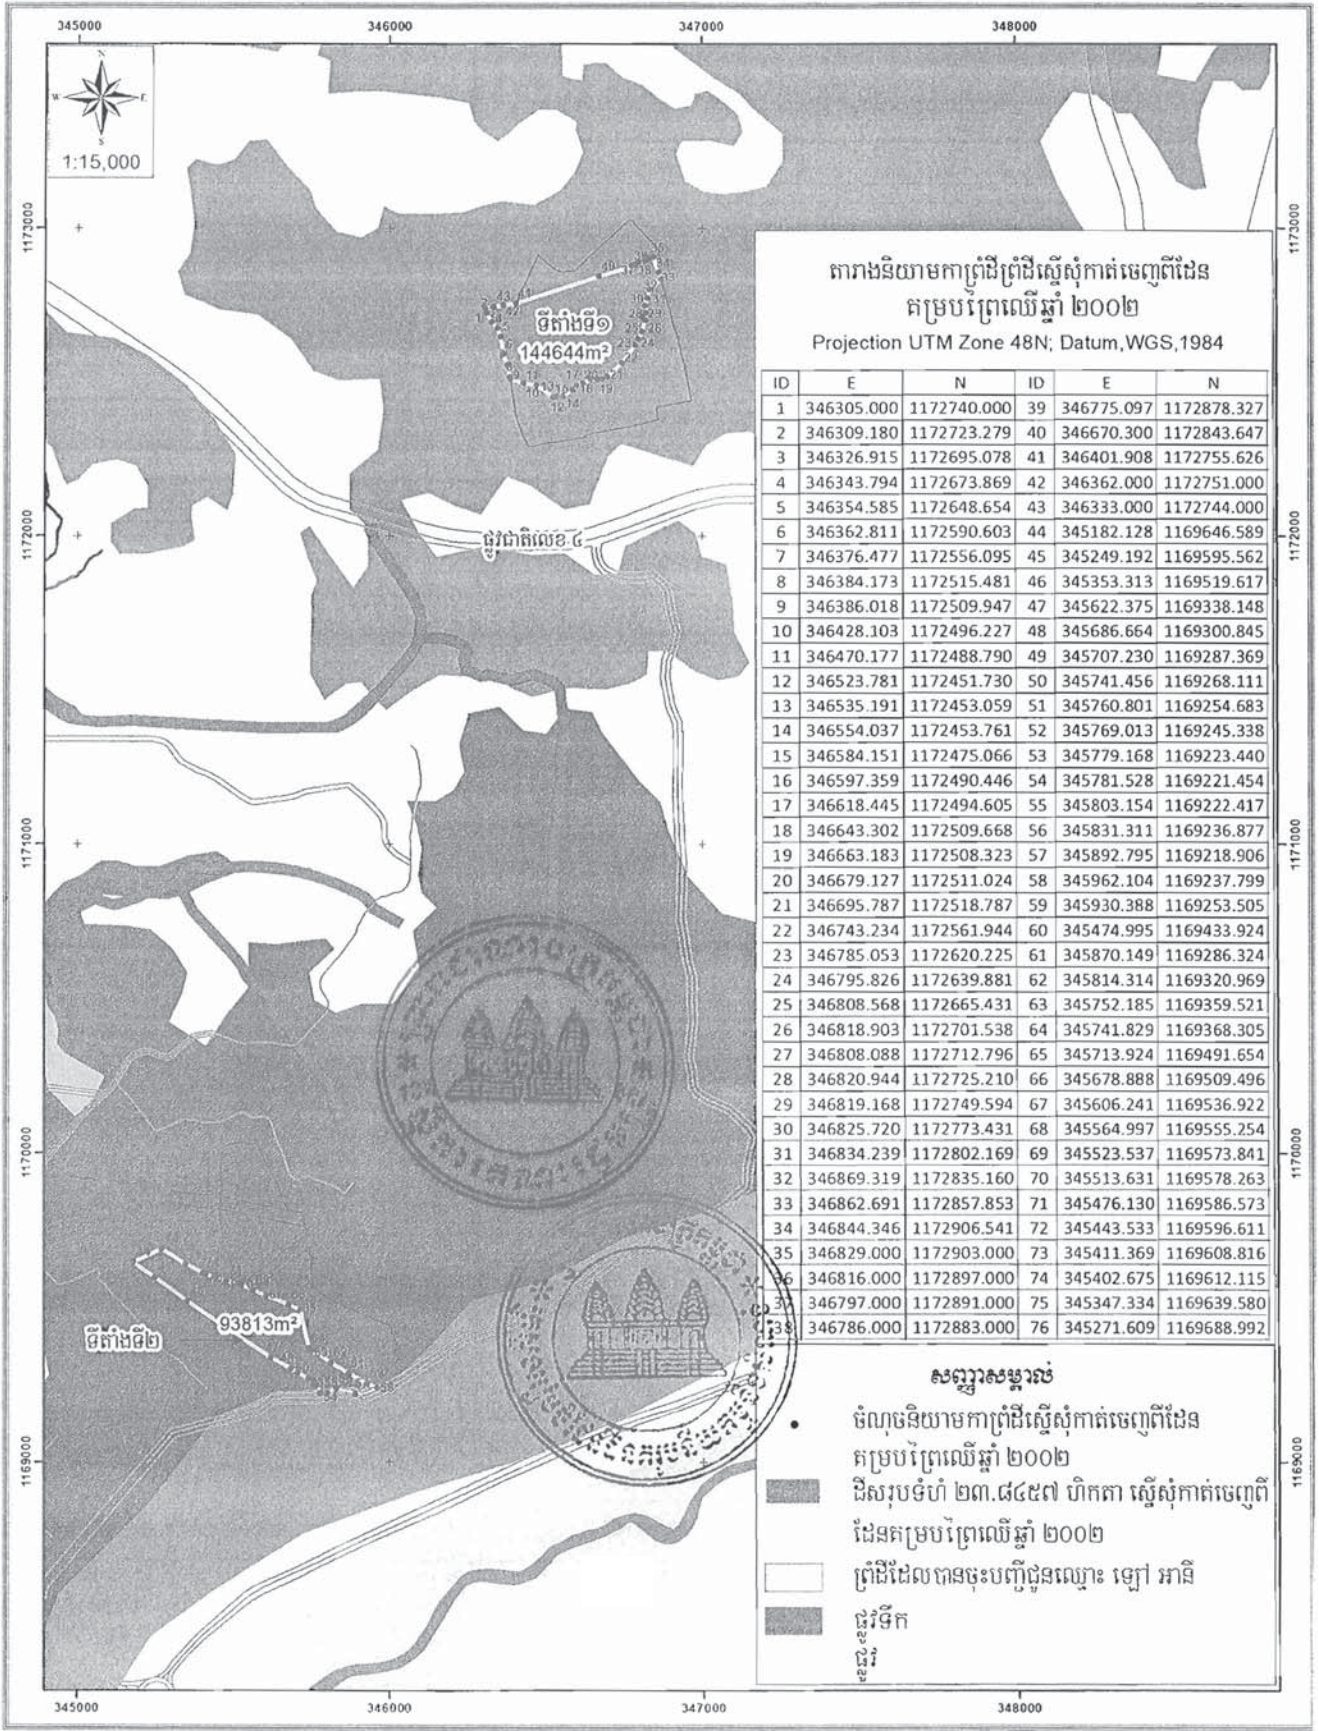 345000 346000 347000 348000
N
W E
S
1:15,000
1173000
1172000
1171000
1170000
1169000
1173000
1172000
1171000
1170000
1169000
ទីតាំងទី១
144644m²
ផ្លូវជាតិលេខ ៤
93813m²
ទីតាំងទី២
តារាងនិយាមកាព្រំដីព្រំដីស្នើសុំកាត់ចេញពីដែន
គម្របព្រៃឈើឆ្នាំ ២០០២
Projection UTM Zone 48N; Datum,WGS,1984
ID E N ID E N
1 346305.000 1172740.000 39 346775.097 1172878.327
2 346309.180 1172723.279 40 346670.300 1172843.647
3 346326.915 1172695.078 41 346401.908 1172755.626
4 346343.794 1172673.869 42 346362.000 1172751.000
5 346354.585 1172648.654 43 346333.000 1172744.000
6 346362.811 1172590.603 44 345182.128 1169646.589
7 346376.477 1172556.095 45 345249.192 1169595.562
8 346384.173 1172515.481 46 345353.313 1169519.617
9 346386.018 1172509.947 47 345622.375 1169338.148
10 346428.103 1172496.227 48 345686.664 1169300.845
11 346470.177 1172488.790 49 345707.230 1169287.369
12 346523.781 1172451.730 50 345741.456 1169268.111
13 346535.191 1172453.059 51 345760.801 1169254.683
14 346554.037 1172453.761 52 345769.013 1169245.338
15 346584.151 1172475.066 53 345779.168 1169223.440
16 346597.359 1172490.446 54 345781.528 1169221.454
17 346618.445 1172494.605 55 345803.154 1169222.417
18 346643.302 1172509.668 56 345831.311 1169236.877
19 346663.183 1172508.323 57 345892.795 1169218.906
20 346679.127 1172511.024 58 345962.104 1169237.799
21 346695.787 1172518.787 59 345930.388 1169253.505
22 346743.234 1172561.944 60 345474.995 1169433.924
23 346785.053 1172620.225 61 345870.149 1169286.324
24 346795.826 1172639.881 62 345814.314 1169320.969
25 346808.568 1172665.431 63 345752.185 1169359.521
26 346818.903 1172701.538 64 345741.829 1169368.305
27 346808.088 1172712.796 65 345713.924 1169491.654
28 346820.944 1172725.210 66 345678.888 1169509.496
29 346819.168 1172749.594 67 345606.241 1169536.922
30 346825.720 1172773.431 68 345564.997 1169555.254
31 346834.239 1172802.169 69 345523.537 1169573.841
32 346869.319 1172835.160 70 345513.631 1169578.263
33 346862.691 1172857.853 71 345476.130 1169586.573
34 346844.346 1172906.541 72 345443.533 1169596.611
35 346829.000 1172903.000 73 345411.369 1169608.816
36 346816.000 1172897.000 74 345402.675 1169612.115
37 346797.000 1172891.000 75 345347.334 1169639.580
38 346786.000 1172883.000 76 345271.609 1169688.992
សញ្ញាសម្គាល់
ចំណុចនិយាមកាព្រំដីស្នើសុំកាត់ចេញពីដែន
គម្របព្រៃឈើឆ្នាំ ២០០២
ដីសរុបទំហំ ២៣.៨៤៥៧ ហិកតា ស្នើសុំកាត់ចេញពី
ដែនគម្របព្រៃឈើឆ្នាំ ២០០២
ព្រំដីដែលបានចុះបញ្ជីជូនឈ្មោះ ឡៅ អានី
ផ្លូវទឹក
ផ្លូវ
345000 346000 347000 348000